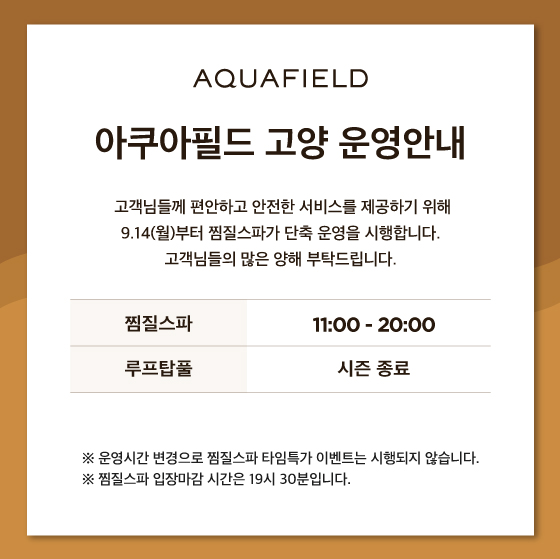 AQUAFIELD
아쿠아필드 고양 운영안내
고객님들께 편안하고 안전한 서비스를 제공하기 위해
9.14(월)부터 찜질스파가 단축 운영을 시행합니다.
고객님들의 많은 양해 부탁드립니다.
찜질스파 11:00 - 20:00
루프탑풀 시즌 종료
※ 운영시간 변경으로 찜질스파 타임특가 이벤트는 시행되지 않습니다.
※ 찜질스파 입장마감 시간은 19시 30분입니다.